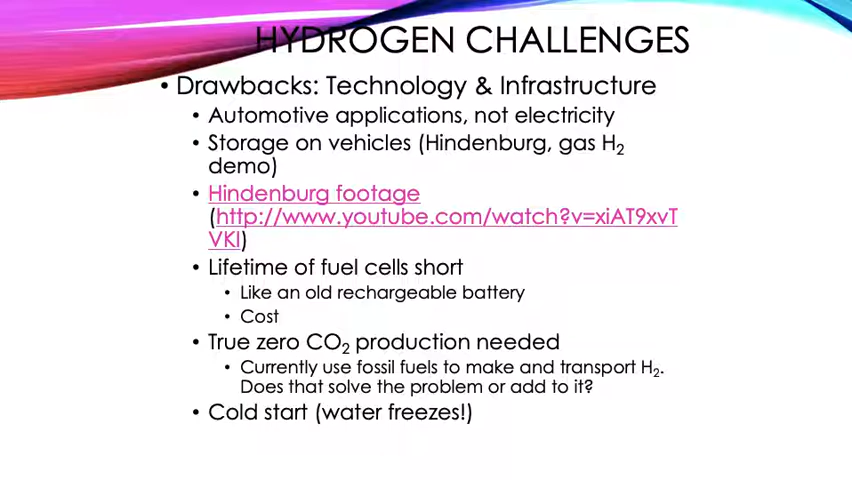 HYDROGEN CHALLENGES
• Drawbacks: Technology & Infrastructure
• Automotive applications, not electricity
• Storage on vehicles (Hindenburg, gas H₂
demo)
• Hindenburg footage
(http://www.youtube.com/watch?v=xiAT9xvT
VKI)
• Lifetime of fuel cells short
• Like an old rechargeable battery
• Cost
• True zero CO₂ production needed
• Currently use fossil fuels to make and transport H₂.
Does that solve the problem or add to it?
• Cold start (water freezes!)